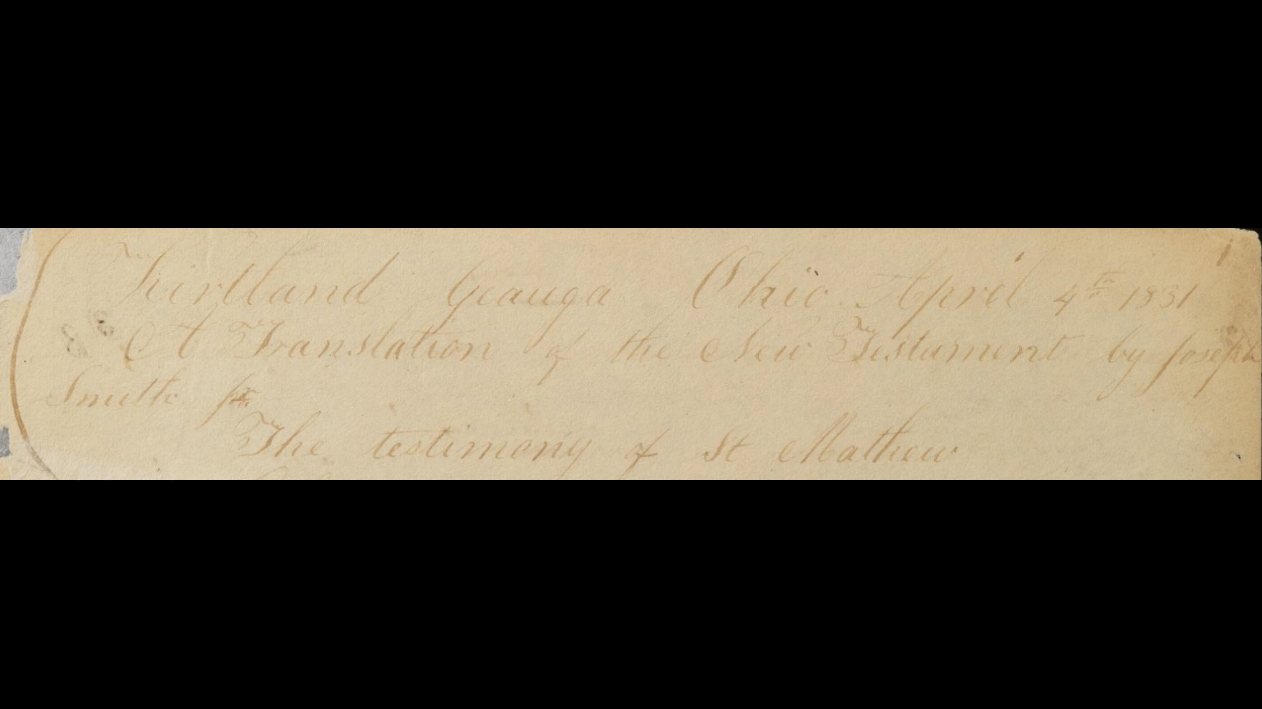 Kirtland Geauga Ohio April 4th 1831
A Translation of the New Testament by Joseph
Smith jr
The testimony of St Mathew